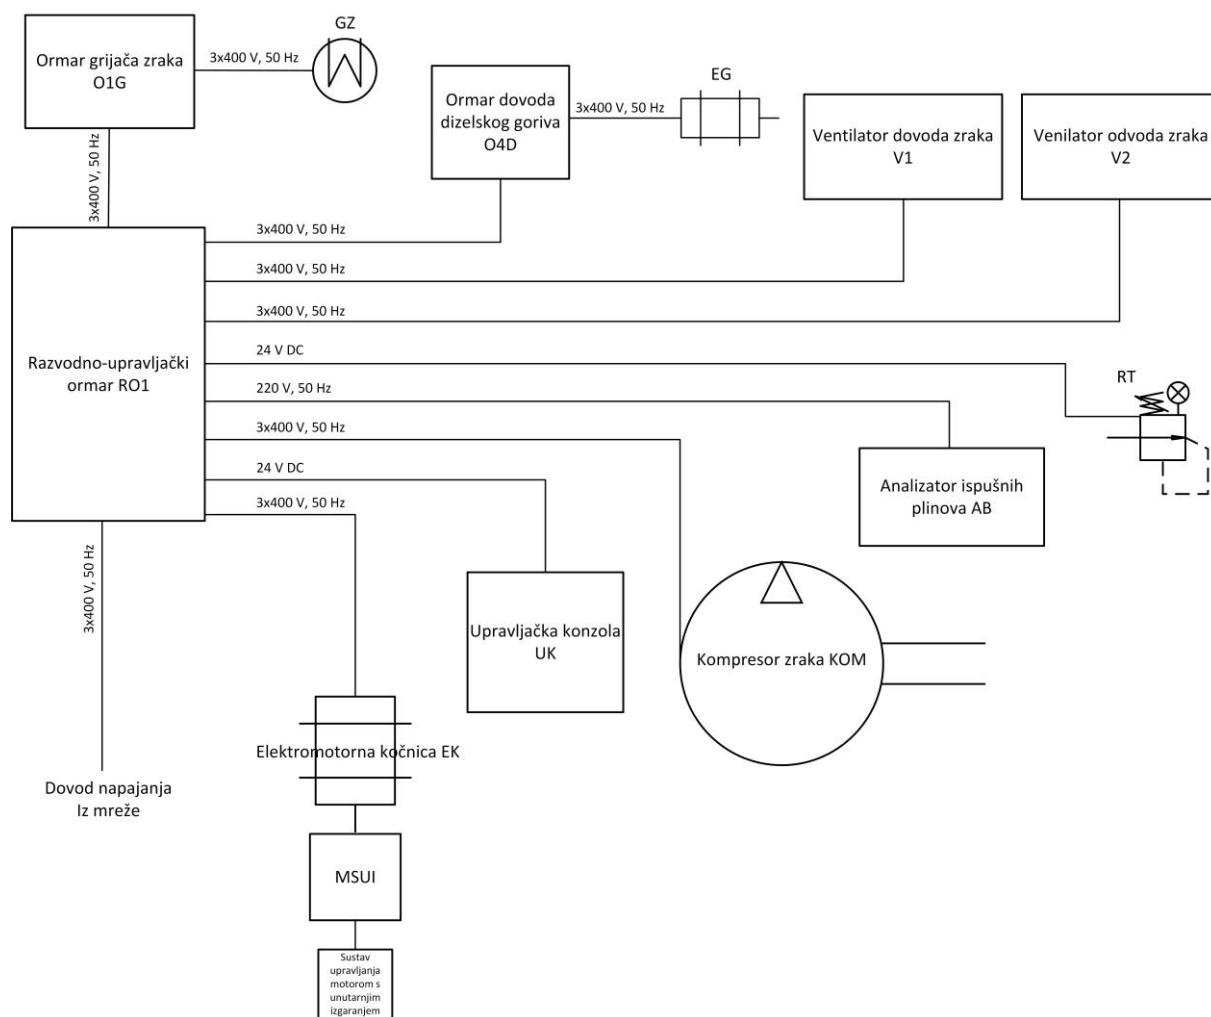 GZ
Ormar grijača zraka
O1G
3x400 V, 50 Hz
EG
Ormar dovoda
dizelskog goriva
O4D
3x400 V, 50 Hz
Ventilator dovoda zraka
V1
Venilator odvoda zraka
V2
3x400 V, 50 Hz
3x400 V, 50 Hz
3x400 V, 50 Hz
3x400 V, 50 Hz
24 V DC
Razvodno-upravljački
ormar RO1
RT
220 V, 50 Hz
3x400 V, 50 Hz
24 V DC
3x400 V, 50 Hz
Analizator ispušnih
plinova AB
3x400 V, 50 Hz
Upravljačka konzola
UK
Kompresor zraka KOM
Elektromotorna kočnica EK
Dovod napajanja
Iz mreže
MSUI
Sustav
upravljanja
motorom s
unutarnjim
izgaranjem